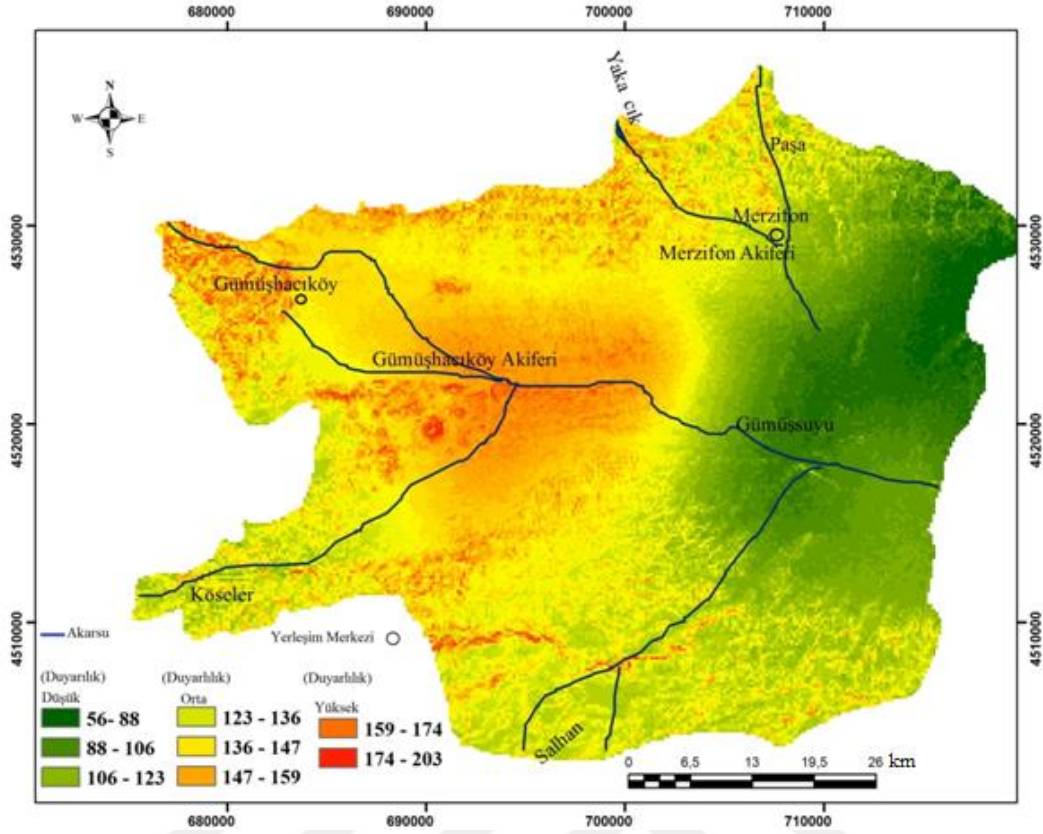 680000 690000 700000 710000
N
W E
S
Yaka cık
Paşa
Merzifon
Merzifon Akiferi
4530000 4530000
Gümüşhacıköy
Gümüşhacıköy Akiferi
4520000 4520000
Gümüşsuyu
Köseler
4510000 4510000
Akarsu
Yerleşim Merkezi
(Duyarılık) (Duyarlılık) (Duyarlılık)
Düşük Orta Yüksek
56- 88 123 - 136 159 - 174
88 - 106 136 - 147 174 - 203
106 - 123 147 - 159
Salhan
0 6,5 13 19,5 26 km
680000 690000 700000 710000